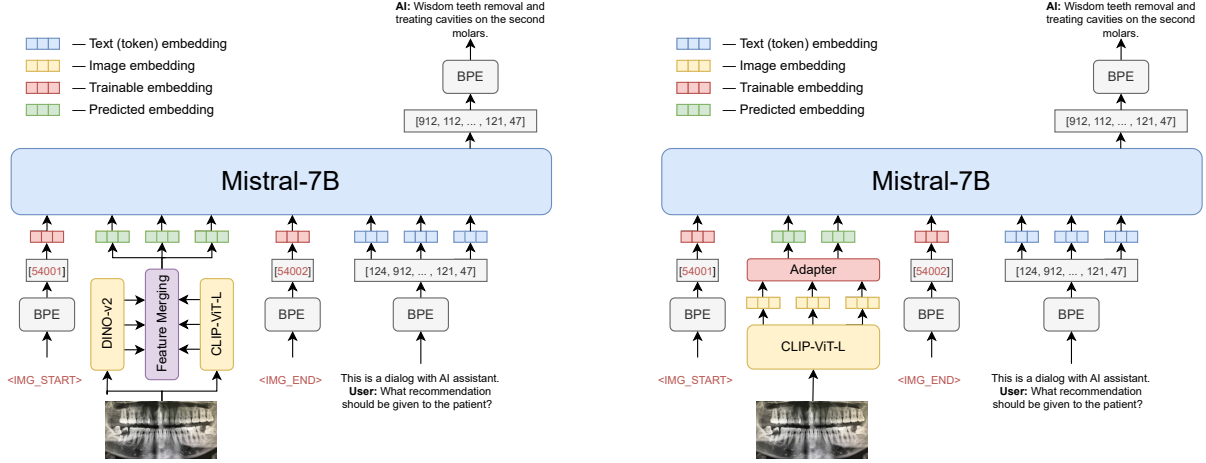 AI: Wisdom teeth removal and
treating cavities on the second
molars.
— Text (token) embedding
— Image embedding
— Trainable embedding
— Predicted embedding
BPE
[912, 112, ... , 121, 47]
Mistral-7B
[54001]
[54002]
[124, 912, ... , 121, 47]
BPE
DINO-v2
Feature Merging
CLIP-ViT-L
BPE
BPE
<IMG_START>
<IMG_END>
This is a dialog with AI assistant.
User: What recommendation
should be given to the patient?
AI: Wisdom teeth removal and
treating cavities on the second
molars.
— Text (token) embedding
— Image embedding
— Trainable embedding
— Predicted embedding
BPE
[912, 112, ... , 121, 47]
Mistral-7B
[54001]
Adapter
[54002]
[124, 912, ... , 121, 47]
BPE
CLIP-ViT-L
BPE
BPE
<IMG_START>
<IMG_END>
This is a dialog with AI assistant.
User: What recommendation
should be given to the patient?